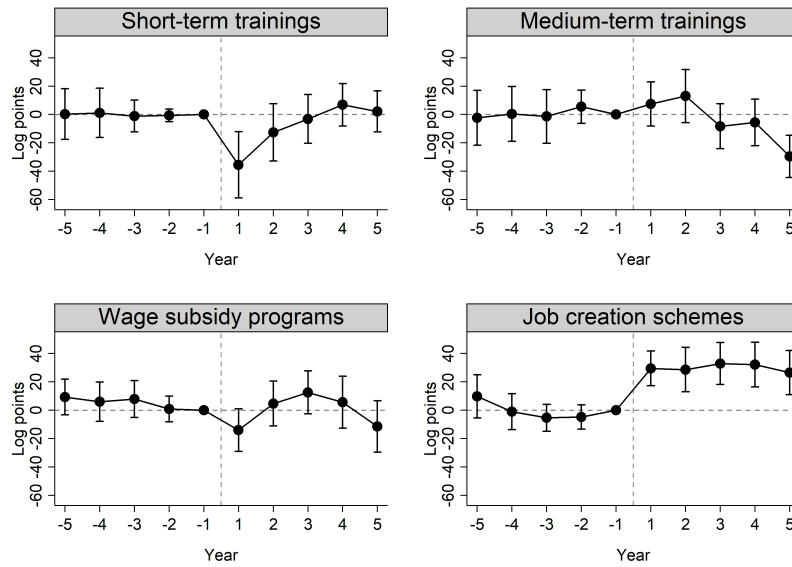 Short-term trainings
Log points
40
20
0
-20
-40
-60
-5 -4 -3 -2 -1 1 2 3 4 5
Year
Medium-term trainings
Log points
40
20
0
-20
-40
-60
-5 -4 -3 -2 -1 1 2 3 4 5
Year
Wage subsidy programs
Log points
40
20
0
-20
-40
-60
-5 -4 -3 -2 -1 1 2 3 4 5
Year
Job creation schemes
Log points
40
20
0
-20
-40
-60
-5 -4 -3 -2 -1 1 2 3 4 5
Year